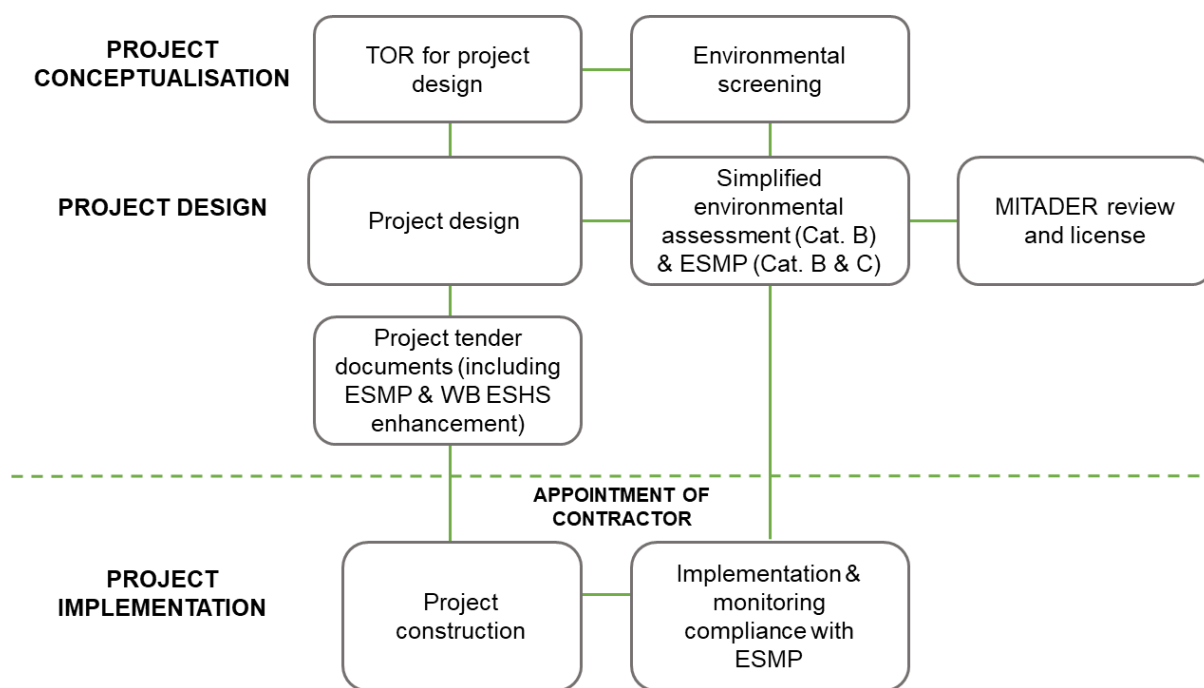 PROJECT
CONCEPTUALISATION
TOR for project
design
Environmental
screening
PROJECT DESIGN
Project design
Simplified
environmental
assessment (Cat. B)
& ESMP (Cat. B & C)
MITADER review
and license
Project tender
documents (including
ESMP & WB ESHS
enhancement)
APPOINTMENT OF
CONTRACTOR
PROJECT
IMPLEMENTATION
Project
construction
Implementation &
monitoring
compliance with
ESMP